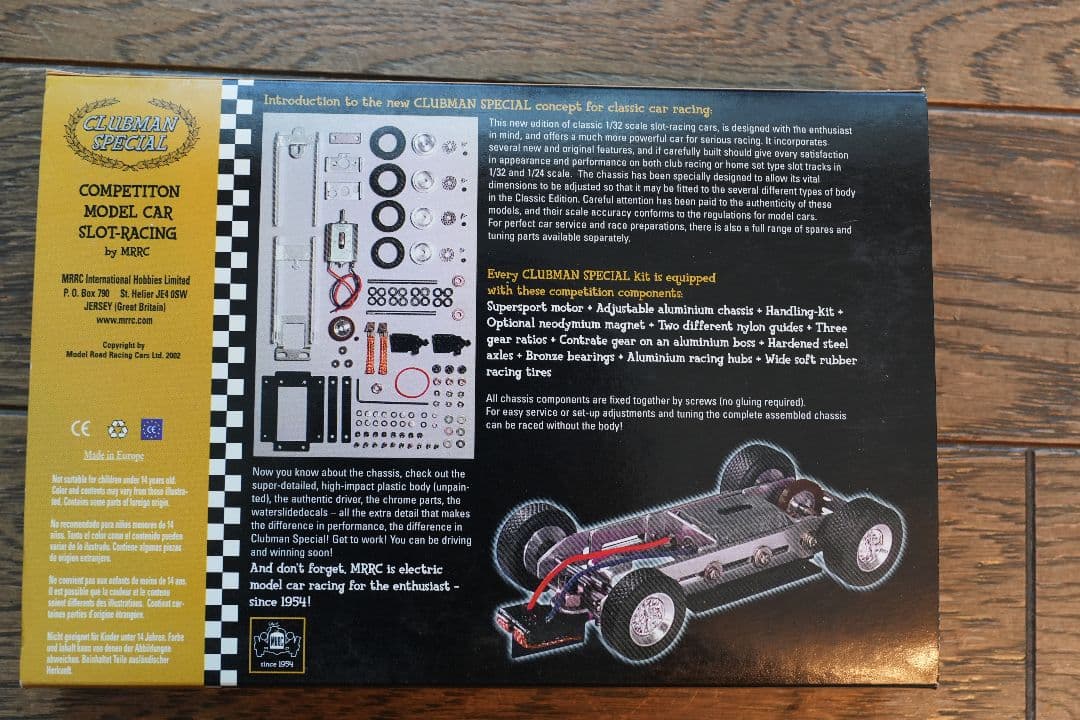 CLUBMAN
SPECIAL
COMPETITON
MODEL CAR
SLOT-RACING
by MRRC
MRRC International Hobbies Limited
P. O. Box 790 St. Helier JE4 0SW
JERSEY (Great Britain)
www.mrrc.com
Copyright by
Model Road Racing Cars Ltd. 2002
CE
CE
Made in Europe
Not suitable for children under 14 years old.
Color and contents may vary from those illustra-
ted. Contains some parts of foreign origin.
No recomendado para niños menores de 14
años. Tanto el color como el contenido pueden
variar de lo ilustrado. Contiene algunas piezas
de origen extranjero.
Ne convient pas aux enfants de moins de 14 ans.
Il est possible que la couleur et le contenu
soient differents des illustrations. Contient cer-
taines parties d'origine étrangère.
Nicht geeignet für Kinder unter 14 Jahren. Farbe
und Inhalt kann von denen der Abbildungen
abweichen. Beinhaltet Teile ausländischer
Herkunft.
Introduction to the new CLUBMAN SPECIAL concept for classic car racing:
This new edition of classic 1/32 scale slot-racing cars, is designed with the enthusiast
in mind, and offers a much more powerful car for serious racing. It incorporates
several new and original features, and if carefully built should give every satisfaction
in appearance and performance on both club racing or home set type slot tracks in
1/32 and 1/24 scale. The chassis has been specially designed to allow its vital
dimensions to be adjusted so that it may be fitted to the several different types of body
in the Classic Edition. Careful attention has been paid to the authenticity of these
models, and their scale accuracy conforms to the regulations for model cars.
For perfect car service and race preparations, there is also a full range of spares and
tuning parts available separately.
Every CLUBMAN SPECIAL kit is equipped
with these competition components:
Supersport motor + Adjustable aluminium chassis + Handling-kit +
Optional neodymium magnet + Two different nylon guides + Three
gear ratios + Contrate gear on an aluminium boss + Hardened steel
axles + Bronze bearings + Aluminium racing hubs + Wide soft rubber
racing tires
All chassis components are fixed together by screws (no gluing required).
For easy service or set-up adjustments and tuning the complete assembled chassis
can be raced without the body!
Now you know about the chassis, check out the
super-detailed, high-impact plastic body (unpain-
ted), the authentic driver, the chrome parts, the
waterslidedecals – all the extra detail that makes
the difference in performance, the difference in
Clubman Special! Get to work! You can be driving
and winning soon!
And don't forget, MRRC is electric
model car racing for the enthusiast –
since 1954!
MRRC
since 1954